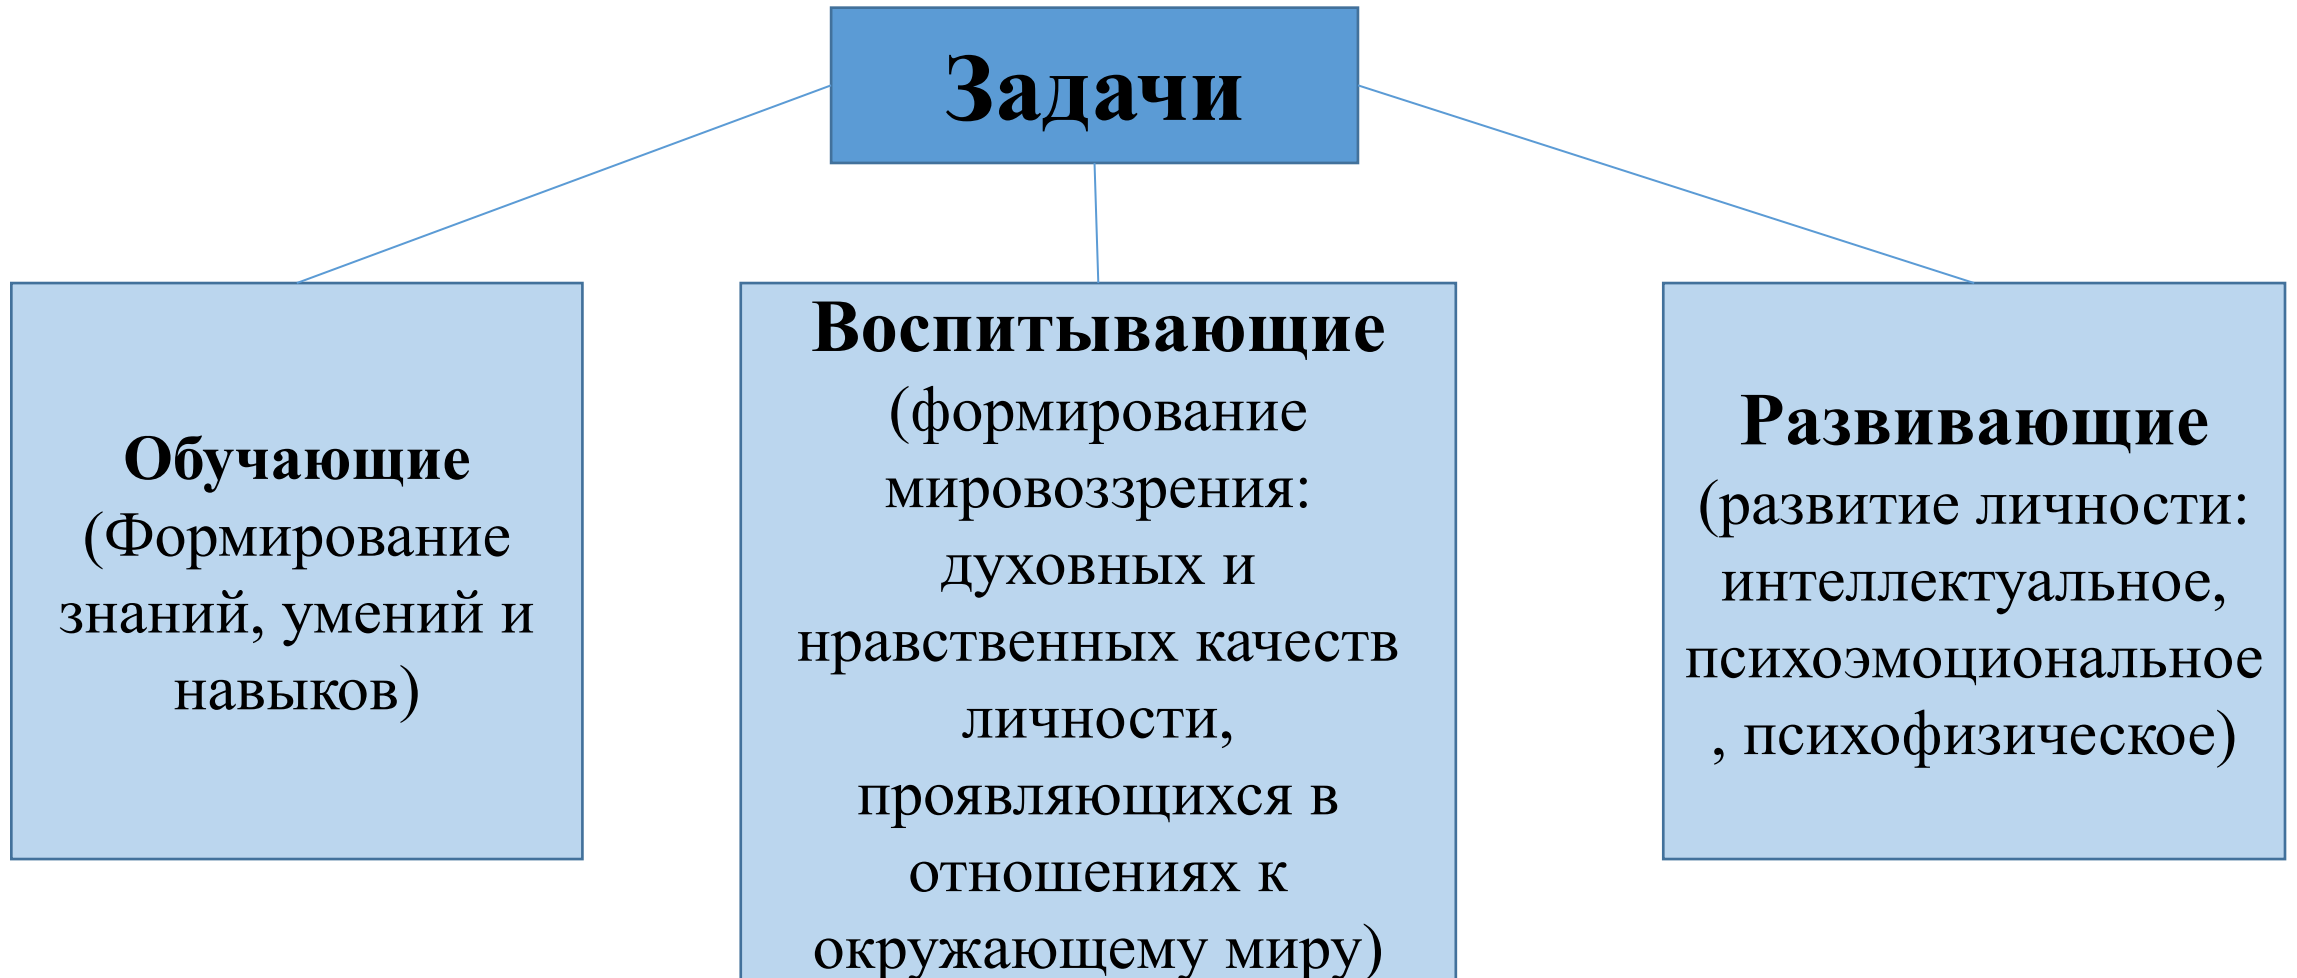 Задачи
Обучающие
(Формирование
знаний, умений и
навыков)
Воспитывающие
(формирование
мировоззрения:
духовных и
нравственных качеств
личности,
проявляющихся в
отношениях к
окружающему миру)
Развивающие
(развитие личности:
интеллектуальное,
психоэмоциональное
, психофизическое)